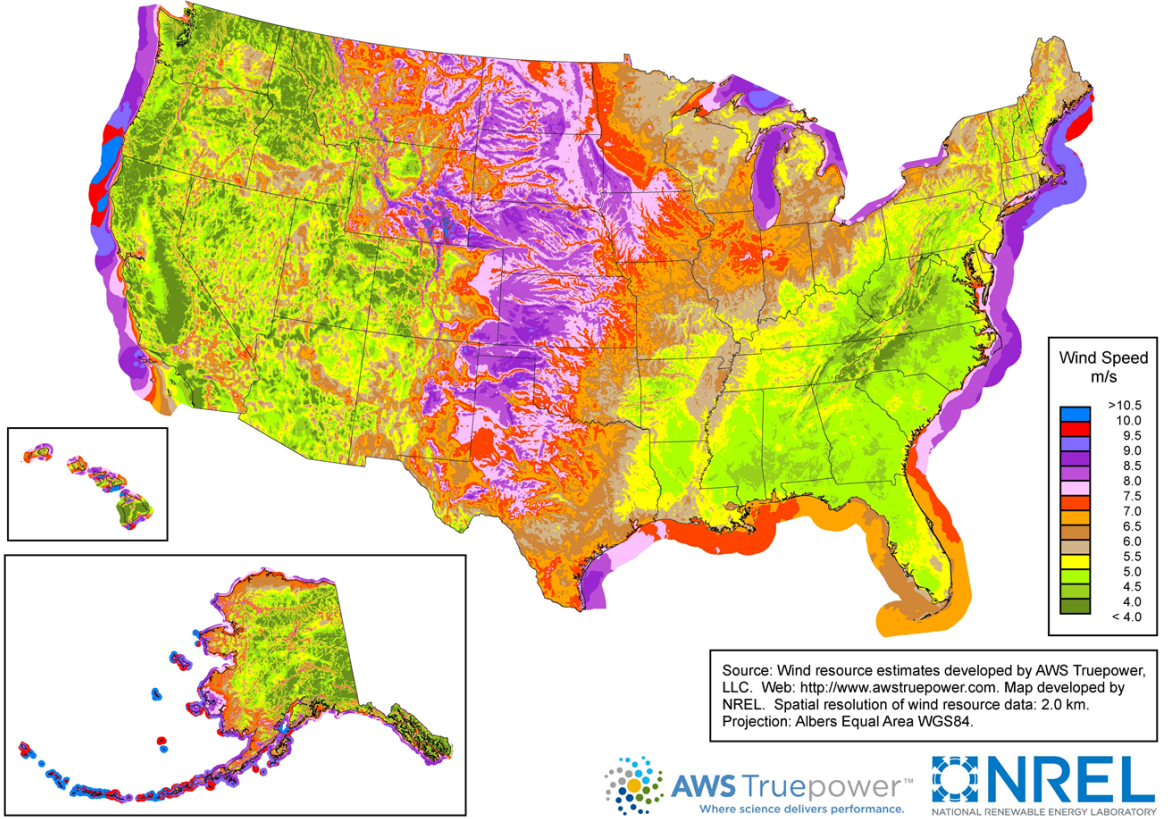 Wind Speed
m/s
>10.5
10.0
9.5
9.0
8.5
8.0
7.5
7.0
6.5
6.0
5.5
5.0
4.5
4.0
< 4.0
Source: Wind resource estimates developed by AWS Truepower,
LLC. Web: http://www.awstruepower.com. Map developed by
NREL. Spatial resolution of wind resource data: 2.0 km.
Projection: Albers Equal Area WGS84.
AWS Truepower™
Where science delivers performance.
NREL
NATIONAL RENEWABLE ENERGY LABORATORY